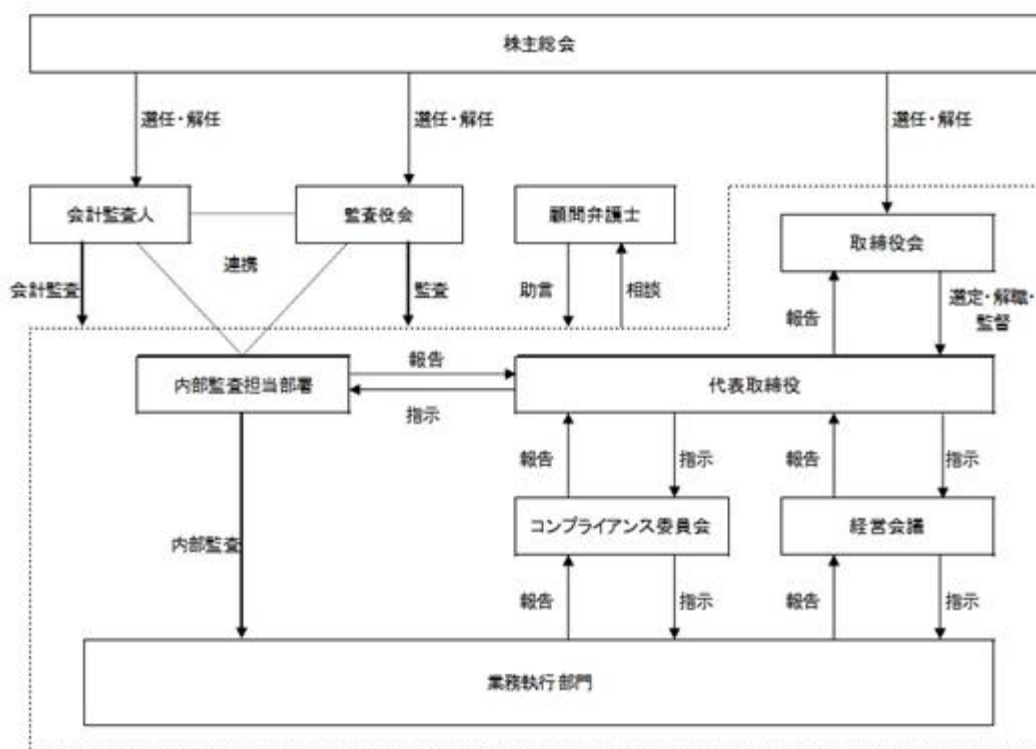 株主総会
選任・解任
選任・解任
選任・解任
会計監査人
監査役会
顧問弁護士
取締役会
連携
会計監査
監査
助言
相談
報告
選定・解職・
監督
内部監査担当部署
報告
指示
代表取締役
報告
指示
報告
指示
コンプライアンス委員会
経営会議
内部監査
報告
指示
報告
指示
業務執行部門